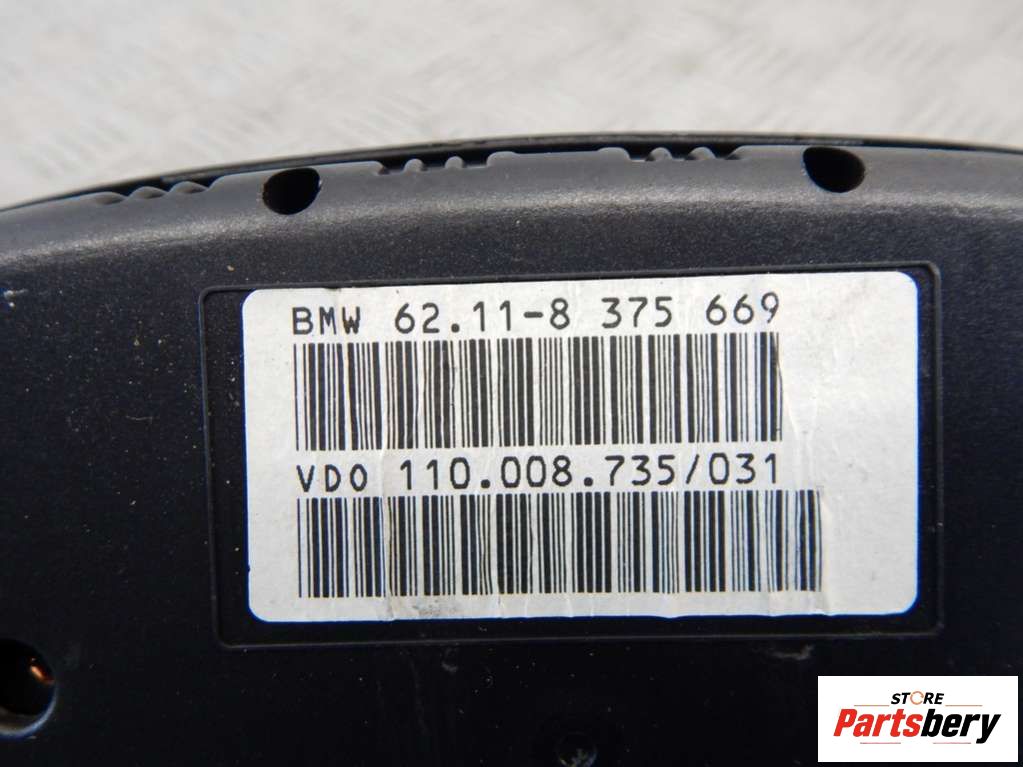 BMW 62.11-8 375 669
VDO 110.008.735/031
STORE
Partsbery